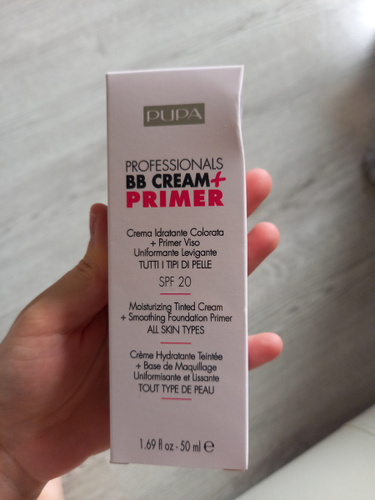 PUPA
PROFESSIONALS
BB CREAM+
PRIMER
Crema Idratante Colorata
+ Primer Viso
Uniformante Levigante
TUTTI I TIPI DI PELLE
SPF 20
Moisturizing Tinted Cream
+ Smoothing Foundation Primer
ALL SKIN TYPES
Crème Hydratante Teintée
+ Base de Maquillage
Uniformisante et Lissante
TOUT TYPE DE PEAU
1.69 fl oz - 50 ml ℮